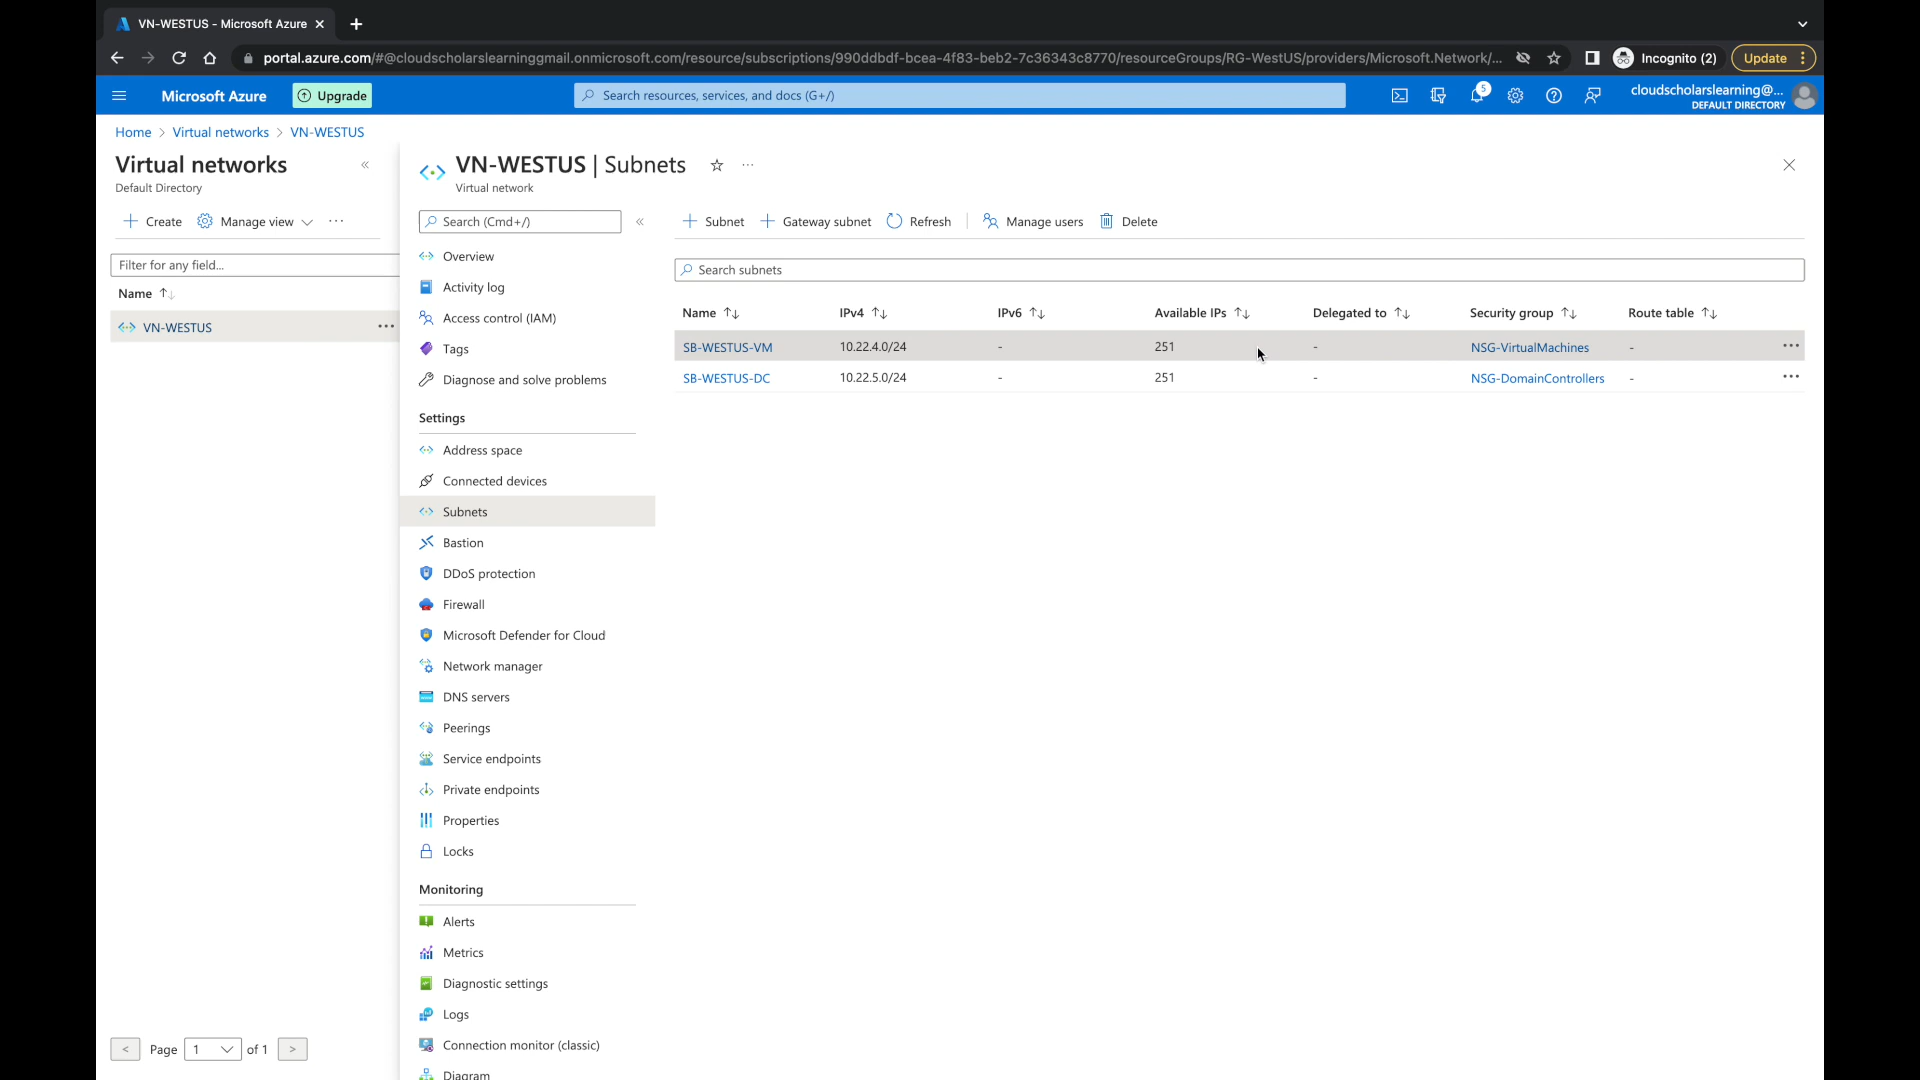 VN-WESTUS - Microsoft Azure
portal.azure.com/#@cloudscholarslearninggmail.onmicrosoft.com/resource/subscriptions/990ddbdf-bcea-4f83-beb2-7c36343c8770/resourceGroups/RG-WestUS/providers/Microsoft.Network/...
Incognito (2)
Update
Microsoft Azure
Upgrade
Search resources, services, and docs (G+/)
5
cloudscholarslearning@...
DEFAULT DIRECTORY
Home > Virtual networks > VN-WESTUS
Virtual networks
Default Directory
Create
Manage view
Filter for any field...
Name
VN-WESTUS
Page 1 of 1
VN-WESTUS | Subnets
Virtual network
Search (Cmd+/)
Overview
Activity log
Access control (IAM)
Tags
Diagnose and solve problems
Settings
Address space
Connected devices
Subnets
Bastion
DDoS protection
Firewall
Microsoft Defender for Cloud
Network manager
DNS servers
Peerings
Service endpoints
Private endpoints
Properties
Locks
Monitoring
Alerts
Metrics
Diagnostic settings
Logs
Connection monitor (classic)
Diagram
+ Subnet + Gateway subnet Refresh | Manage users Delete
Search subnets
Name IPv4 IPv6 Available IPs Delegated to Security group Route table
SB-WESTUS-VM 10.22.4.0/24 - 251 - NSG-VirtualMachines -
SB-WESTUS-DC 10.22.5.0/24 - 251 - NSG-DomainControllers -